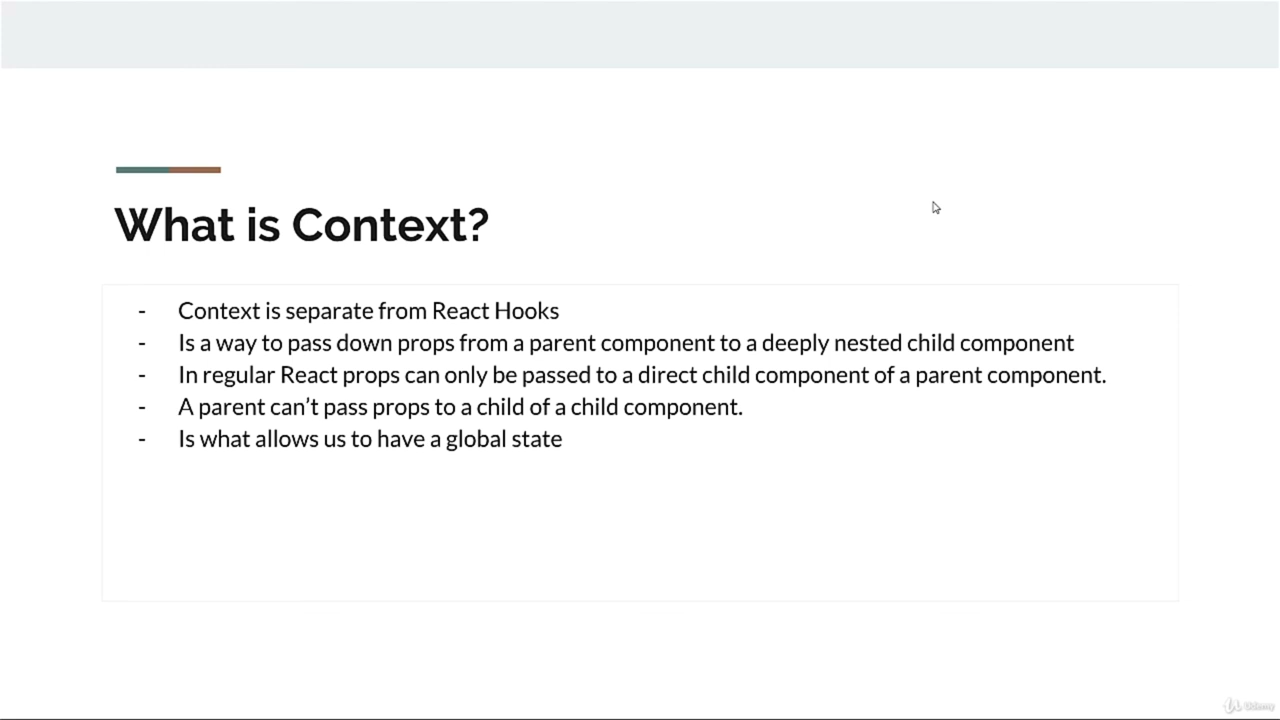 What is Context?
- Context is separate from React Hooks
- Is a way to pass down props from a parent component to a deeply nested child component
- In regular React props can only be passed to a direct child component of a parent component.
- A parent can't pass props to a child of a child component.
- Is what allows us to have a global state
Udemy